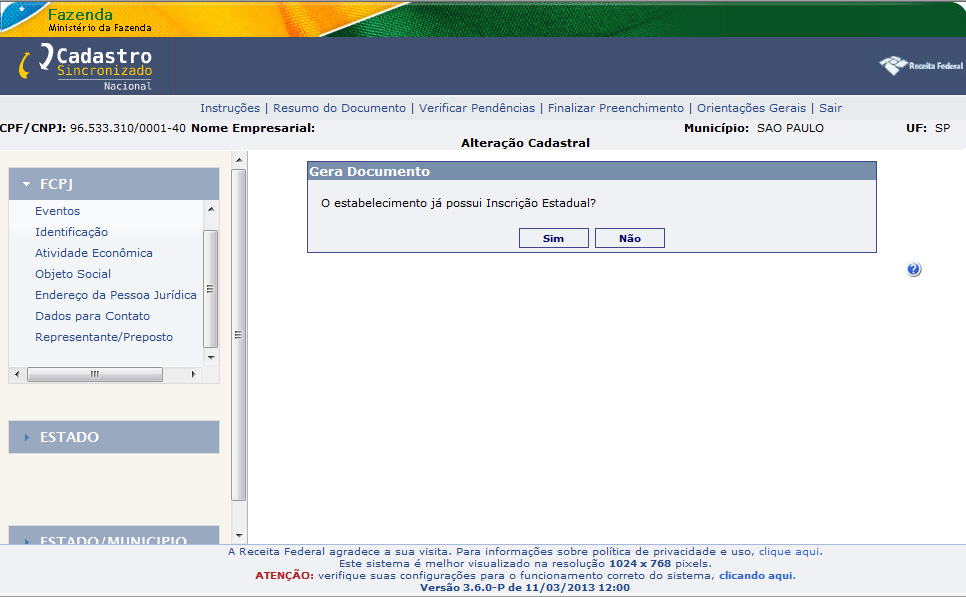 Fazenda
Ministério da Fazenda
Cadastro
Sincronizado
Nacional
Receita Federal
Instruções | Resumo do Documento | Verificar Pendências | Finalizar Preenchimento | Orientações Gerais | Sair
CPF/CNPJ: 96.533.310/0001-40 Nome Empresarial: Município: SAO PAULO UF: SP
Alteração Cadastral
FCPJ
Eventos
Identificação
Atividade Econômica
Objeto Social
Endereço da Pessoa Jurídica
Dados para Contato
Representante/Preposto
ESTADO
ESTADO/MUNICIPIO
Gera Documento
O estabelecimento já possui Inscrição Estadual?
Sim Não
?
A Receita Federal agradece a sua visita. Para informações sobre política de privacidade e uso, clique aqui.
Este sistema é melhor visualizado na resolução 1024 x 768 pixels.
ATENÇÃO: verifique suas configurações para o funcionamento correto do sistema, clicando aqui.
Versão 3.6.0-P de 11/03/2013 12:00